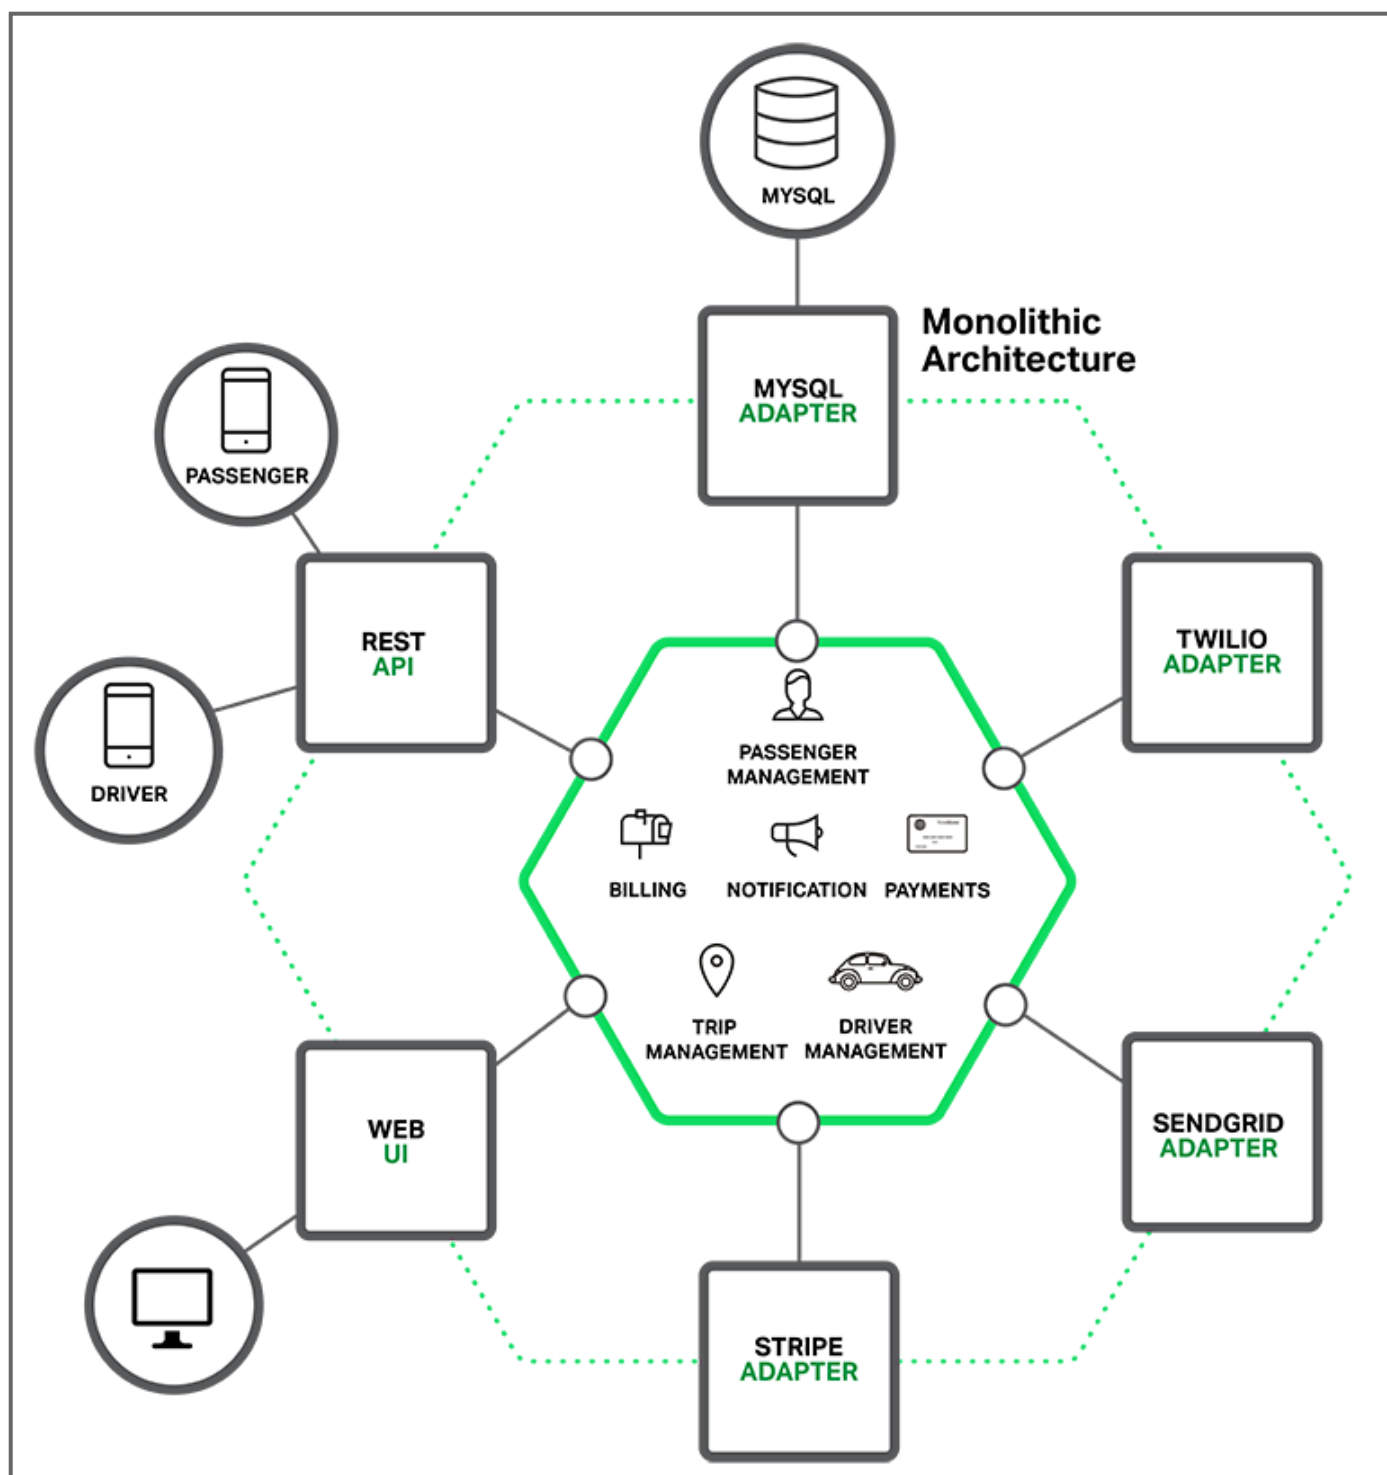 MYSQL
Monolithic
Architecture
MYSQL
ADAPTER
PASSENGER
REST
API
TWILIO
ADAPTER
DRIVER
PASSENGER
MANAGEMENT
BILLING
NOTIFICATION
PAYMENTS
TRIP
MANAGEMENT
DRIVER
MANAGEMENT
WEB
UI
SENDGRID
ADAPTER
STRIPE
ADAPTER